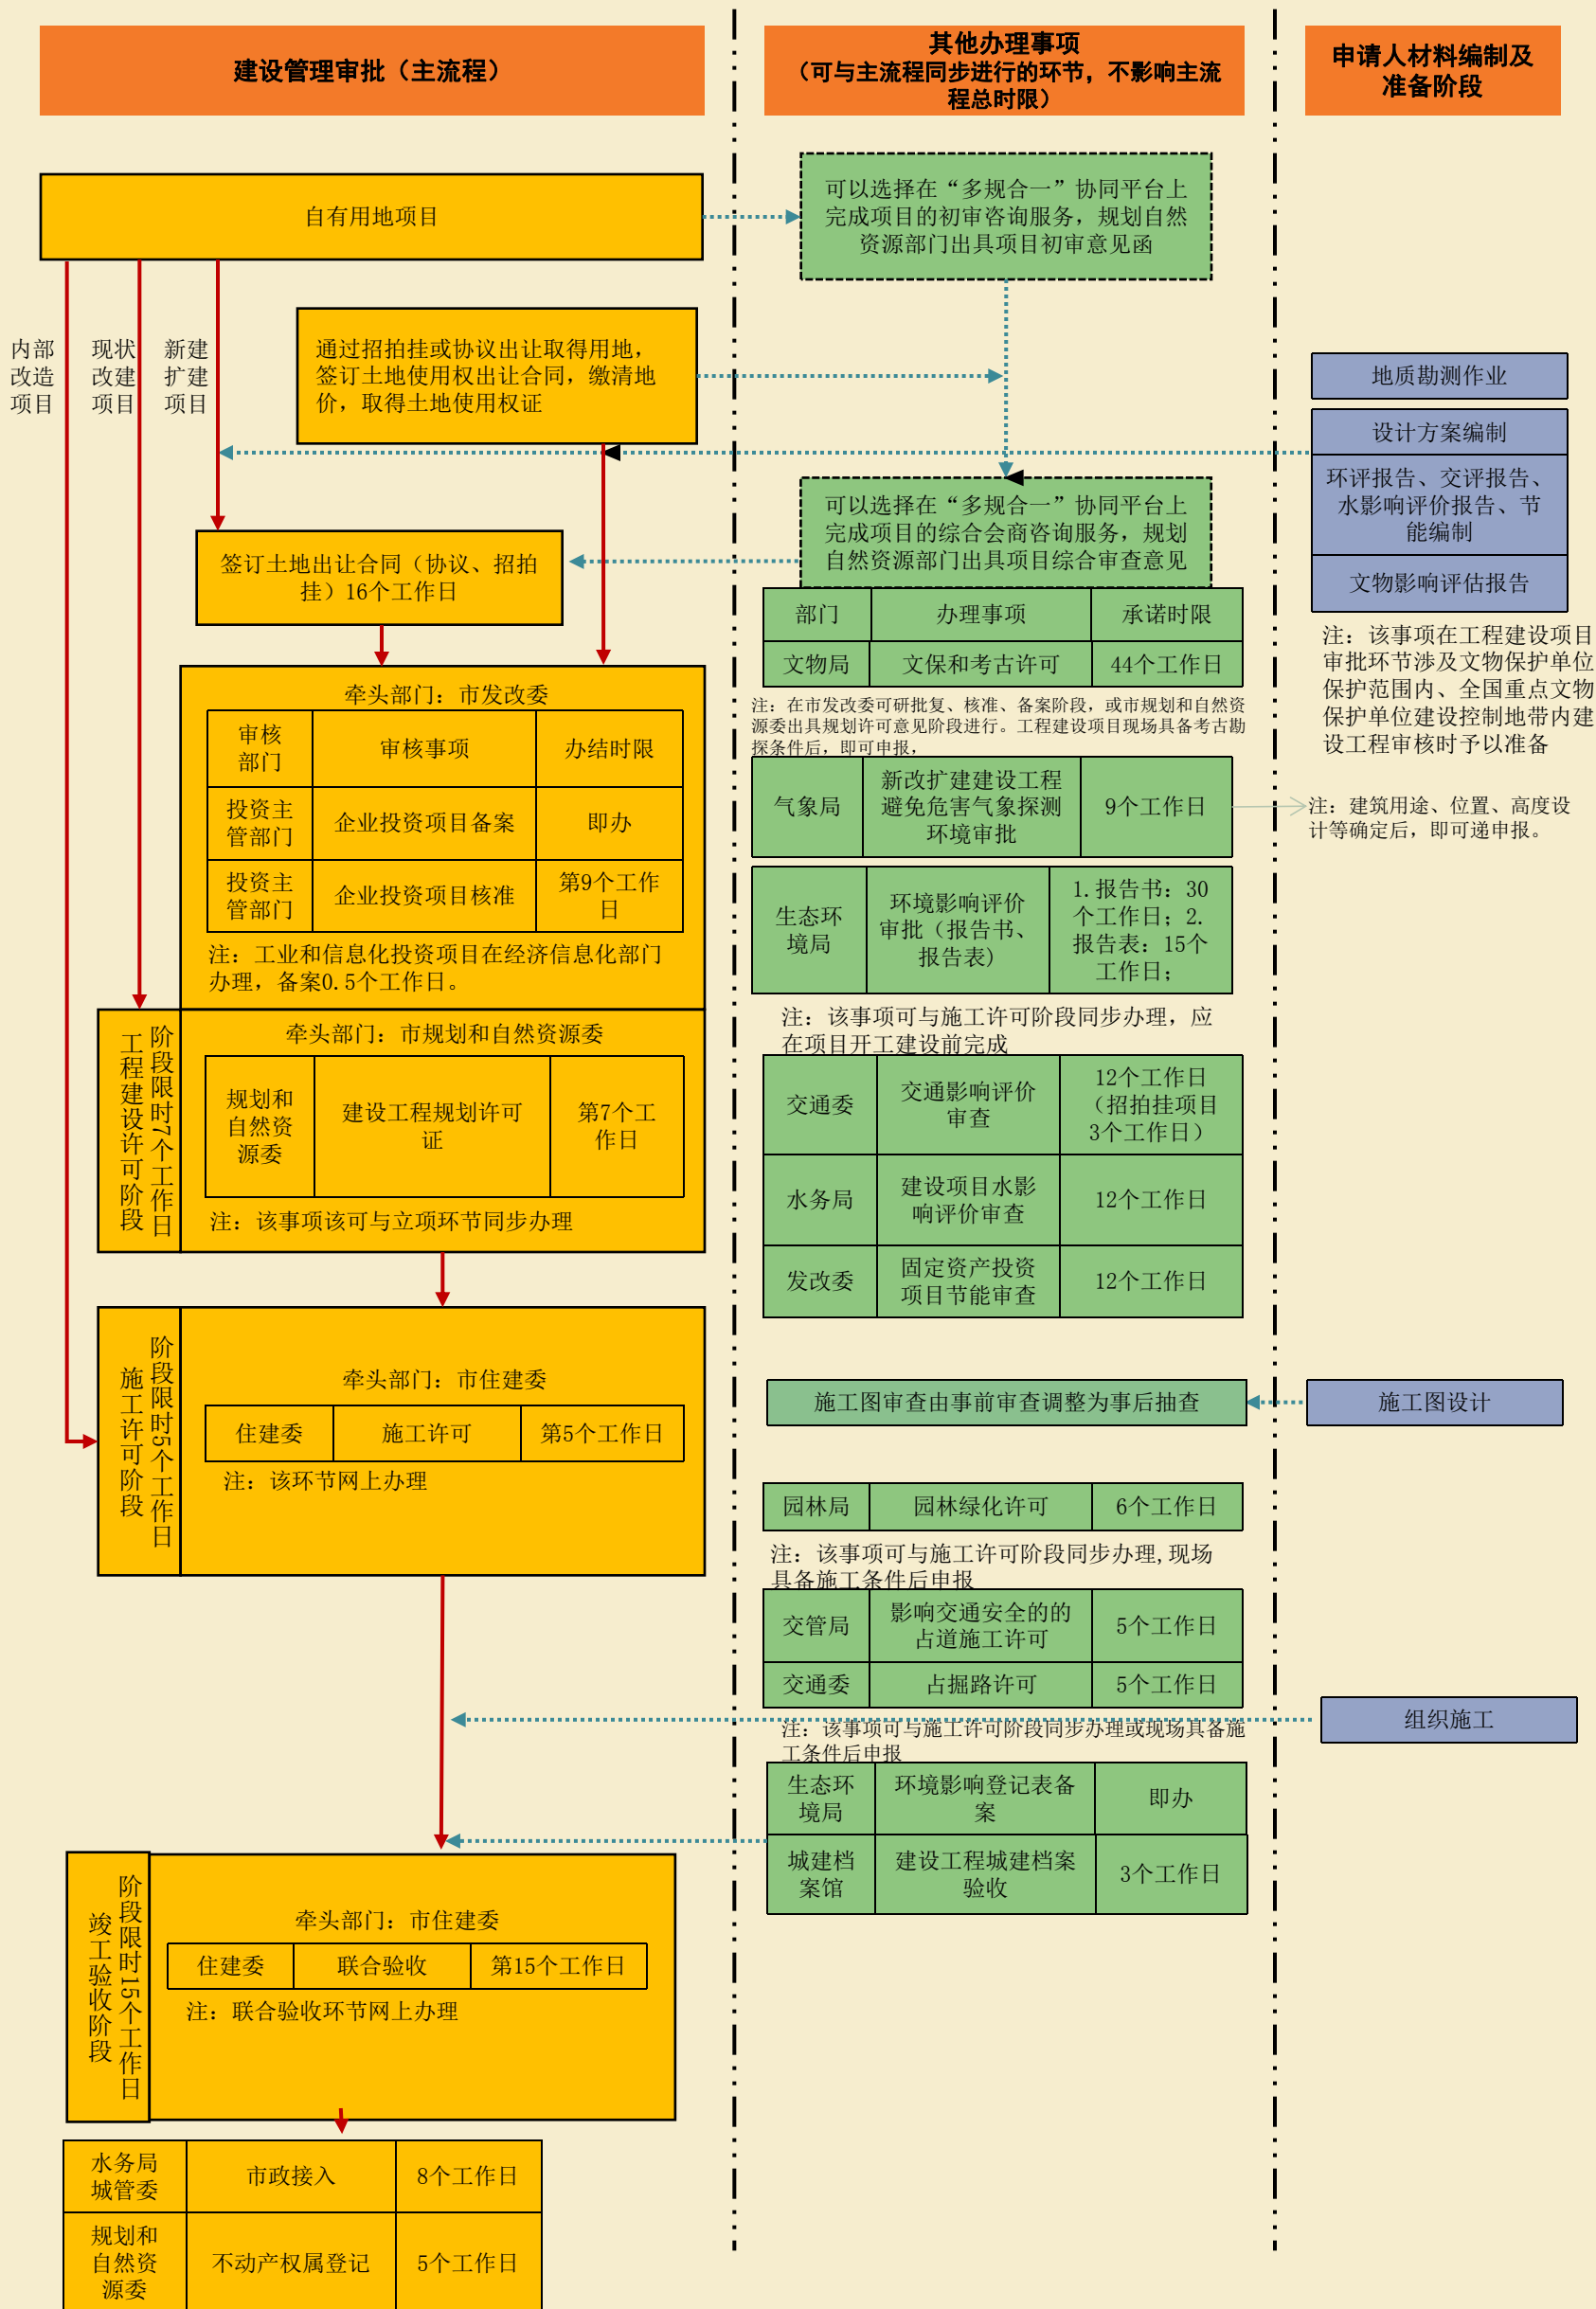 建设管理审批（主流程）
其他办理事项
（可与主流程同步进行的环节，不影响主流
程总时限）
申请人材料编制及
准备阶段
自有用地项目
可以选择在“多规合一”协同平台上
完成项目的初审咨询服务，规划自然
资源部门出具项目初审意见函
内部
改造
项目
现状
改建
项目
新建
扩建
项目
通过招拍挂或协议出让取得用地，
签订土地使用权出让合同，缴清地
价，取得土地使用权证
地质勘测作业
设计方案编制
环评报告、交评报告、
水影响评价报告、节
能编制
文物影响评估报告
注：该事项在工程建设项目
审批环节涉及文物保护单位
保护范围内、全国重点文物
保护单位建设控制地带内建
设工程审核时予以准备
可以选择在“多规合一”协同平台上
完成项目的综合会商咨询服务，规划
自然资源部门出具项目综合审查意见
签订土地出让合同（协议、招拍
挂）16个工作日
部门
办理事项
承诺时限
文物局
文保和考古许可
44个工作日
注：在市发改委可研批复、核准、备案阶段，或市规划和自然资
源委出具规划许可意见阶段进行。工程建设项目现场具备考古勘
探条件后，即可申报，
牵头部门：市发改委
审核
部门
审核事项
办结时限
投资主
管部门
企业投资项目备案
即办
投资主
管部门
企业投资项目核准
第9个工作
日
注：工业和信息化投资项目在经济信息化部门
办理，备案0.5个工作日。
气象局
新改扩建建设工程
避免危害气象探测
环境审批
9个工作日
注：建筑用途、位置、高度设
计等确定后，即可递申报。
生态环
境局
环境影响评价
审批（报告书、
报告表)
1.报告书：30
个工作日；2.
报告表：15个
工作日；
注：该事项可与施工许可阶段同步办理，应
在项目开工建设前完成
工程建设许可阶段
阶段限时7个工作日
牵头部门：市规划和自然资源委
规划和
自然资
源委
建设工程规划许可
证
第7个工
作日
注：该事项该可与立项环节同步办理
交通委
交通影响评价
审查
12个工作日
（招拍挂项目
3个工作日）
水务局
建设项目水影
响评价审查
12个工作日
发改委
固定资产投资
项目节能审查
12个工作日
施工许可阶段
阶段限时5个工作日
牵头部门：市住建委
住建委
施工许可
第5个工作日
注：该环节网上办理
施工图审查由事前审查调整为事后抽查
施工图设计
园林局
园林绿化许可
6个工作日
注：该事项可与施工许可阶段同步办理,现场
具备施工条件后申报
交管局
影响交通安全的的
占道施工许可
5个工作日
交通委
占掘路许可
5个工作日
组织施工
注：该事项可与施工许可阶段同步办理或现场具备施
工条件后申报
生态环
境局
环境影响登记表备
案
即办
城建档
案馆
建设工程城建档案
验收
3个工作日
竣工验收阶段
阶段限时15个工作日
牵头部门：市住建委
住建委
联合验收
第15个工作日
注：联合验收环节网上办理
水务局
城管委
市政接入
8个工作日
规划和
自然资
源委
不动产权属登记
5个工作日